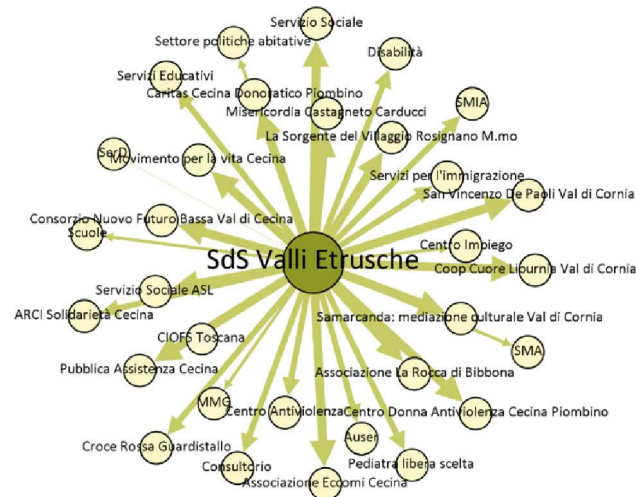 Servizio Sociale
Settore politiche abitative
Disabilità
Servizi Educativi
Caritas Cecina Donoratico Piombino
SMIA
Misericordia Castagneto Carducci
La Sorgente del Villaggio Rosignano M.mo
SerD
Movimento per la vita Cecina
Servizi per l'immigrazione
San Vincenzo De Paoli Val di Cornia
Consorzio Nuovo Futuro Bassa Val di Cecina
Scuole
Centro Impiego
SdS Valli Etrusche
Coop Cuore Liburnia Val di Cornia
Servizio Sociale ASL
ARCI Solidarietà Cecina
Samarcanda: mediazione culturale Val di Cornia
CIOFS Toscana
SMA
Pubblica Assistenza Cecina
Associazione La Rocca di Bibbona
MMG
Centro Antiviolenza
Centro Donna Antiviolenza Cecina Piombino
Croce Rossa Guardistallo
Auser
Consultorio
Pediatra libera scelta
Associazione Eccomi Cecina